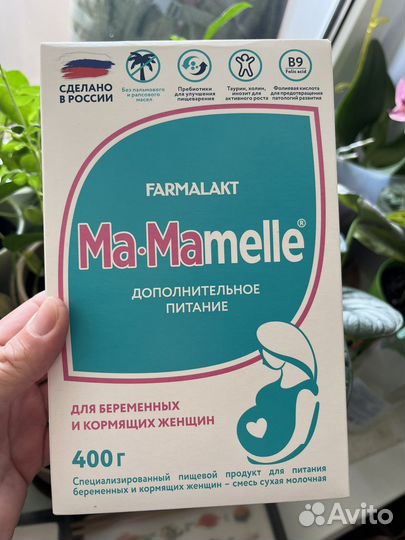 СДЕЛАНО
В РОССИИ
Без пальмового
и рапсового
масел
Пребиотики
для улучшения
пищеварения
Таурин, холин,
инозит для
активного роста
B9
Folic acid
Фолиевая кислота
для предотвращения
патологий развития
FARMALAKT
Ma•Mamelle®
ДОПОЛНИТЕЛЬНОЕ
ПИТАНИЕ
ДЛЯ БЕРЕМЕННЫХ
И КОРМЯЩИХ ЖЕНЩИН
400 г
Специализированный пищевой продукт для питания
беременных и кормящих женщин – смесь сухая молочная
Avito